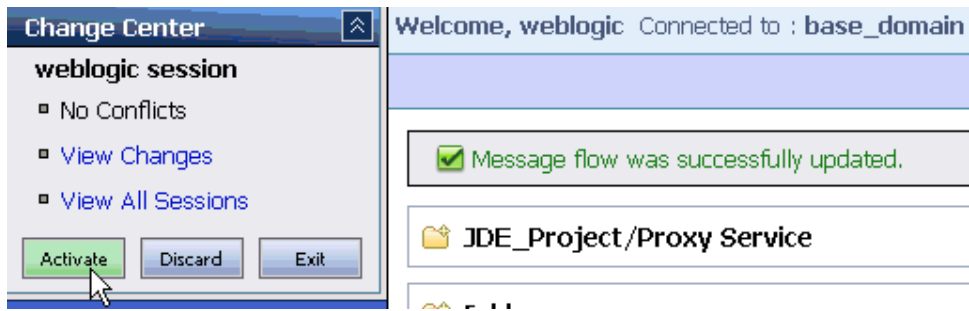 Change Center
weblogic session
No Conflicts
View Changes
View All Sessions
Activate Discard Exit
Welcome, weblogic Connected to : base_domain
Message flow was successfully updated.
JDE_Project/Proxy Service